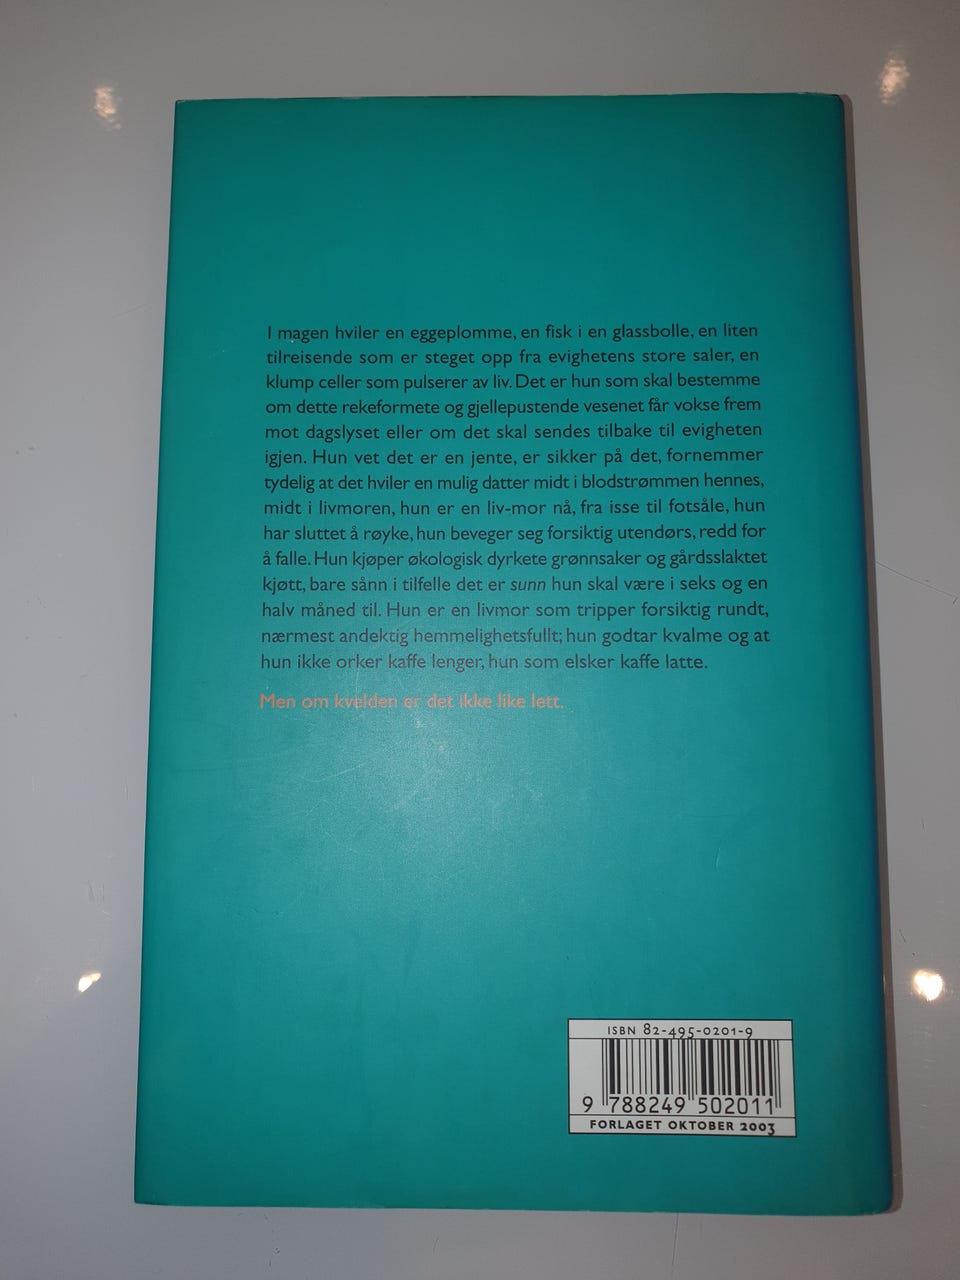 I magen hviler en eggeplomme, en fisk i en glassbolle, en liten
tilreisende som er steget opp fra evighetens store saler, en
klump celler som pulserer av liv. Det er hun som skal bestemme
om dette rekeformete og gjellepustende vesenet får vokse frem
mot dagslyset eller om det skal sendes tilbake til evigheten
igjen. Hun vet det er en jente, er sikker på det, fornemmer
tydelig at det hviler en mulig datter midt i blodstrømmen hennes,
midt i livmoren, hun er en liv-mor nå, fra isse til fotsåle, hun
har sluttet å røyke, hun beveger seg forsiktig utendørs, redd for
å falle. Hun kjøper økologisk dyrkete grønnsaker og gårdsslaktet
kjøtt, bare sånn i tilfelle det er sunn hun skal være i seks og en
halv måned til. Hun er en livmor som tripper forsiktig rundt,
nærmest andektig hemmelighetsfullt; hun godtar kvalme og at
hun ikke orker kaffe lenger, hun som elsker kaffe latte.
Men om kvelden er det ikke like lett.
ISBN 82-495-0201-9
9 788249 502011
FORLAGET OKTOBER 2003